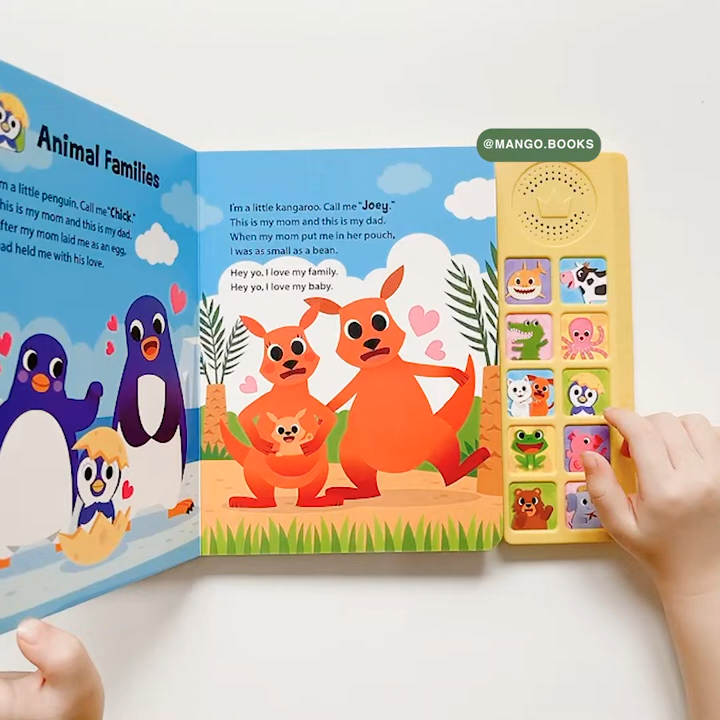 Animal Families
a little penguin. Call me "Chick."
his is my mom and this is my dad.
fter my mom laid me as an egg,
ad held me with his love.
@MANGO.BOOKS
I'm a little kangaroo. Call me "Joey."
This is my mom and this is my dad.
When my mom put me in her pouch,
I was as small as a bean.
Hey yo, I love my family.
Hey yo, I love my baby.